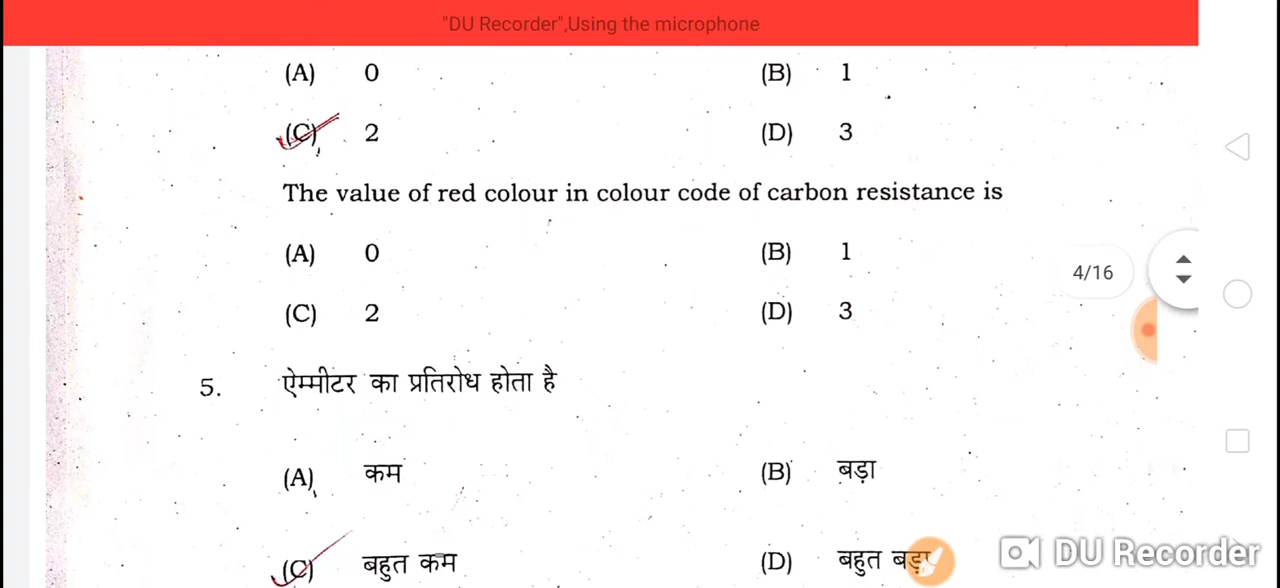 "DU Recorder",Using the microphone
(A) 0 (B) 1
(C) 2 (D) 3
The value of red colour in colour code of carbon resistance is
(A) 0 (B) 1
4/16
(C) 2 (D) 3
5. ऐम्मीटर का प्रतिरोध होता है
(A) कम (B) बड़ा
(C) बहुत कम (D) बहुत बड़ा
DU Recorder